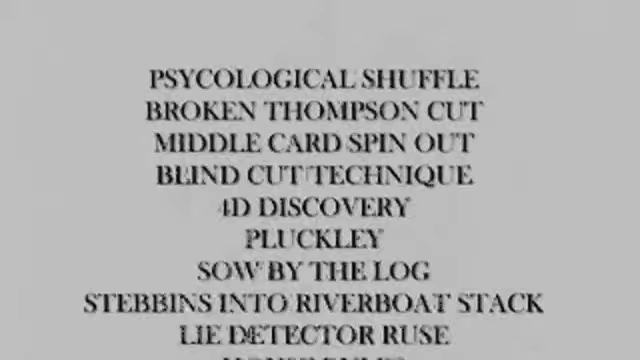 PSYCOLOGICAL SHUFFLE
BROKEN THOMPSON CUT
MIDDLE CARD SPIN OUT
BLIND CUT TECHNIQUE
4D DISCOVERY
PLUCKLEY
SOW BY THE LOG
STEBBINS INTO RIVERBOAT STACK
LIE DETECTOR RUSE